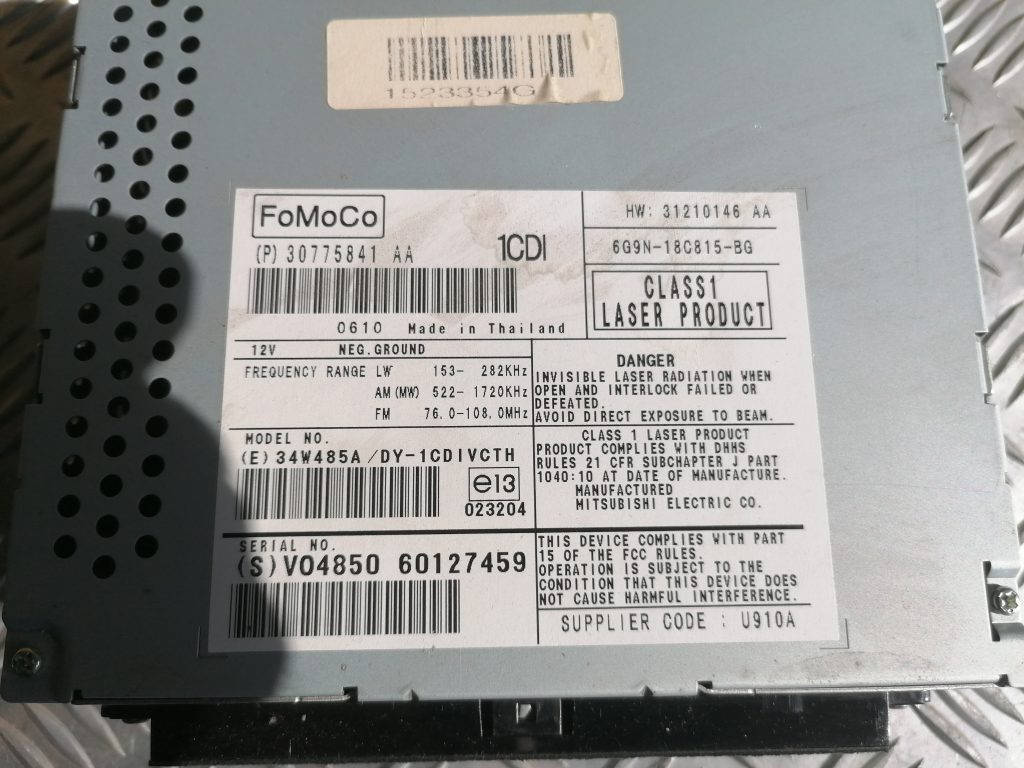 1523354G
FoMoCo
(P) 30775841 AA
1CDI
0610 Made in Thailand
HW: 31210146 AA
6G9N-18C815-BG
CLASS1
LASER PRODUCT
12V NEG.GROUND
FREQUENCY RANGE LW 153- 282KHz
AM(MW) 522- 1720KHz
FM 76.0-108.0MHz
DANGER
INVISIBLE LASER RADIATION WHEN
OPEN AND INTERLOCK FAILED OR
DEFEATED.
AVOID DIRECT EXPOSURE TO BEAM.
MODEL NO.
(E) 34W485A/DY-1CDIVCTH
e13
023204
CLASS 1 LASER PRODUCT
PRODUCT COMPLIES WITH DHHS
RULES 21 CFR SUBCHAPTER J PART
1040:10 AT DATE OF MANUFACTURE.
MANUFACTURED
MITSUBISHI ELECTRIC CO.
SERIAL NO.
(S)V04850 60127459
THIS DEVICE COMPLIES WITH PART
15 OF THE FCC RULES.
OPERATION IS SUBJECT TO THE
CONDITION THAT THIS DEVICE DOES
NOT CAUSE HARMFUL INTERFERENCE.
SUPPLIER CODE : U910A